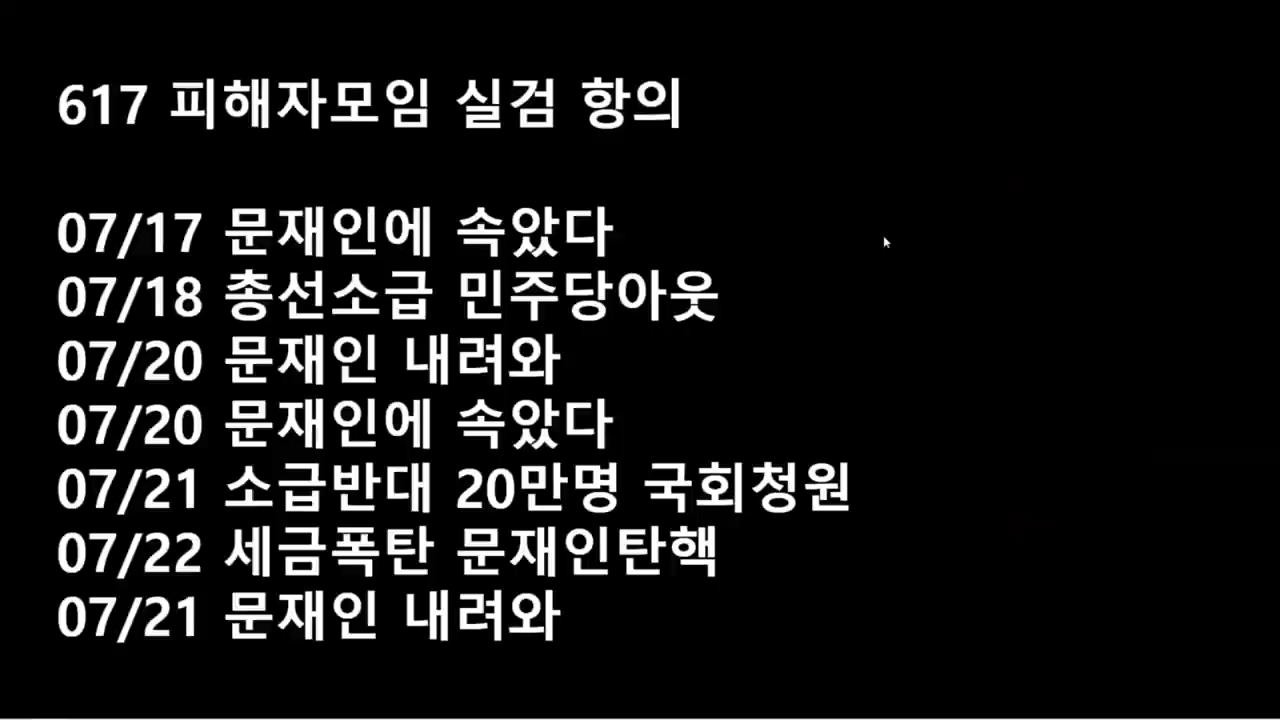 617 피해자모임 실검 항의
07/17 문재인에 속았다
07/18 총선소급 민주당아웃
07/20 문재인 내려와
07/20 문재인에 속았다
07/21 소급반대 20만명 국회청원
07/22 세금폭탄 문재인탄핵
07/21 문재인 내려와